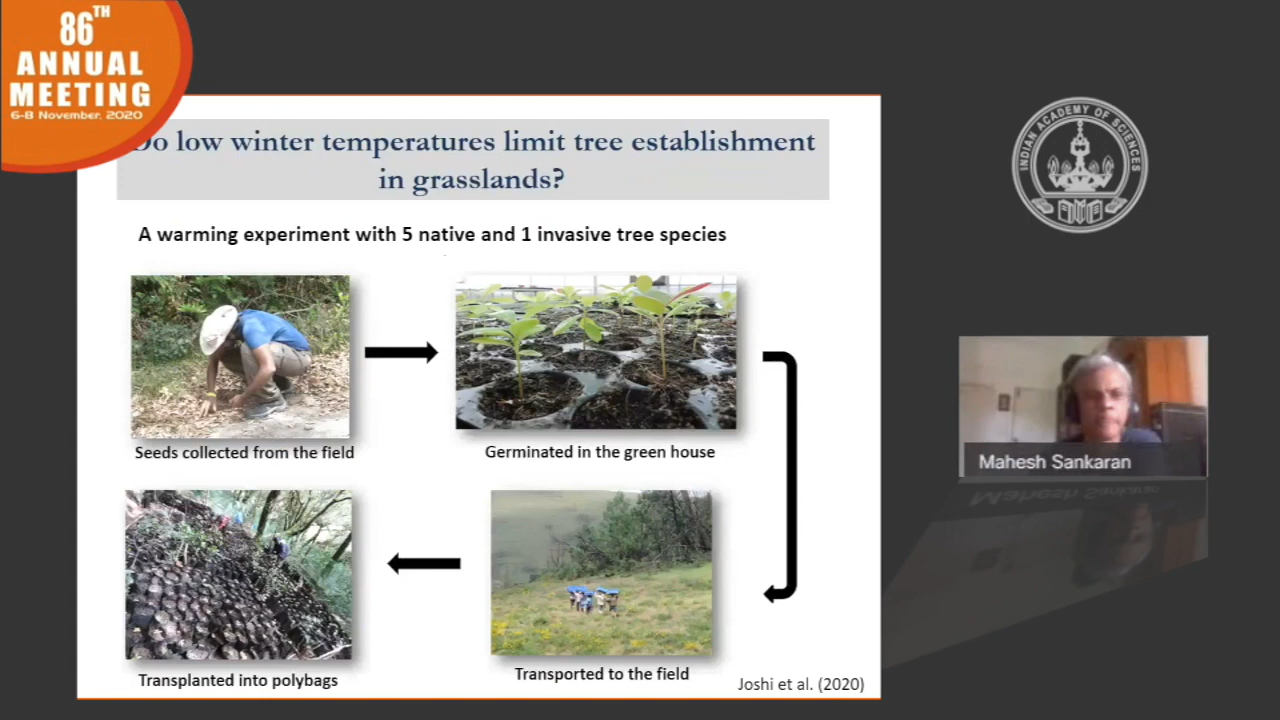 86TH
ANNUAL
MEETING
6-8 November, 2020
Do low winter temperatures limit tree establishment
in grasslands?
A warming experiment with 5 native and 1 invasive tree species
Seeds collected from the field
Germinated in the green house
Transplanted into polybags
Transported to the field
Joshi et al. (2020)
INDIAN ACADEMY OF SCIENCES
Mahesh Sankaran